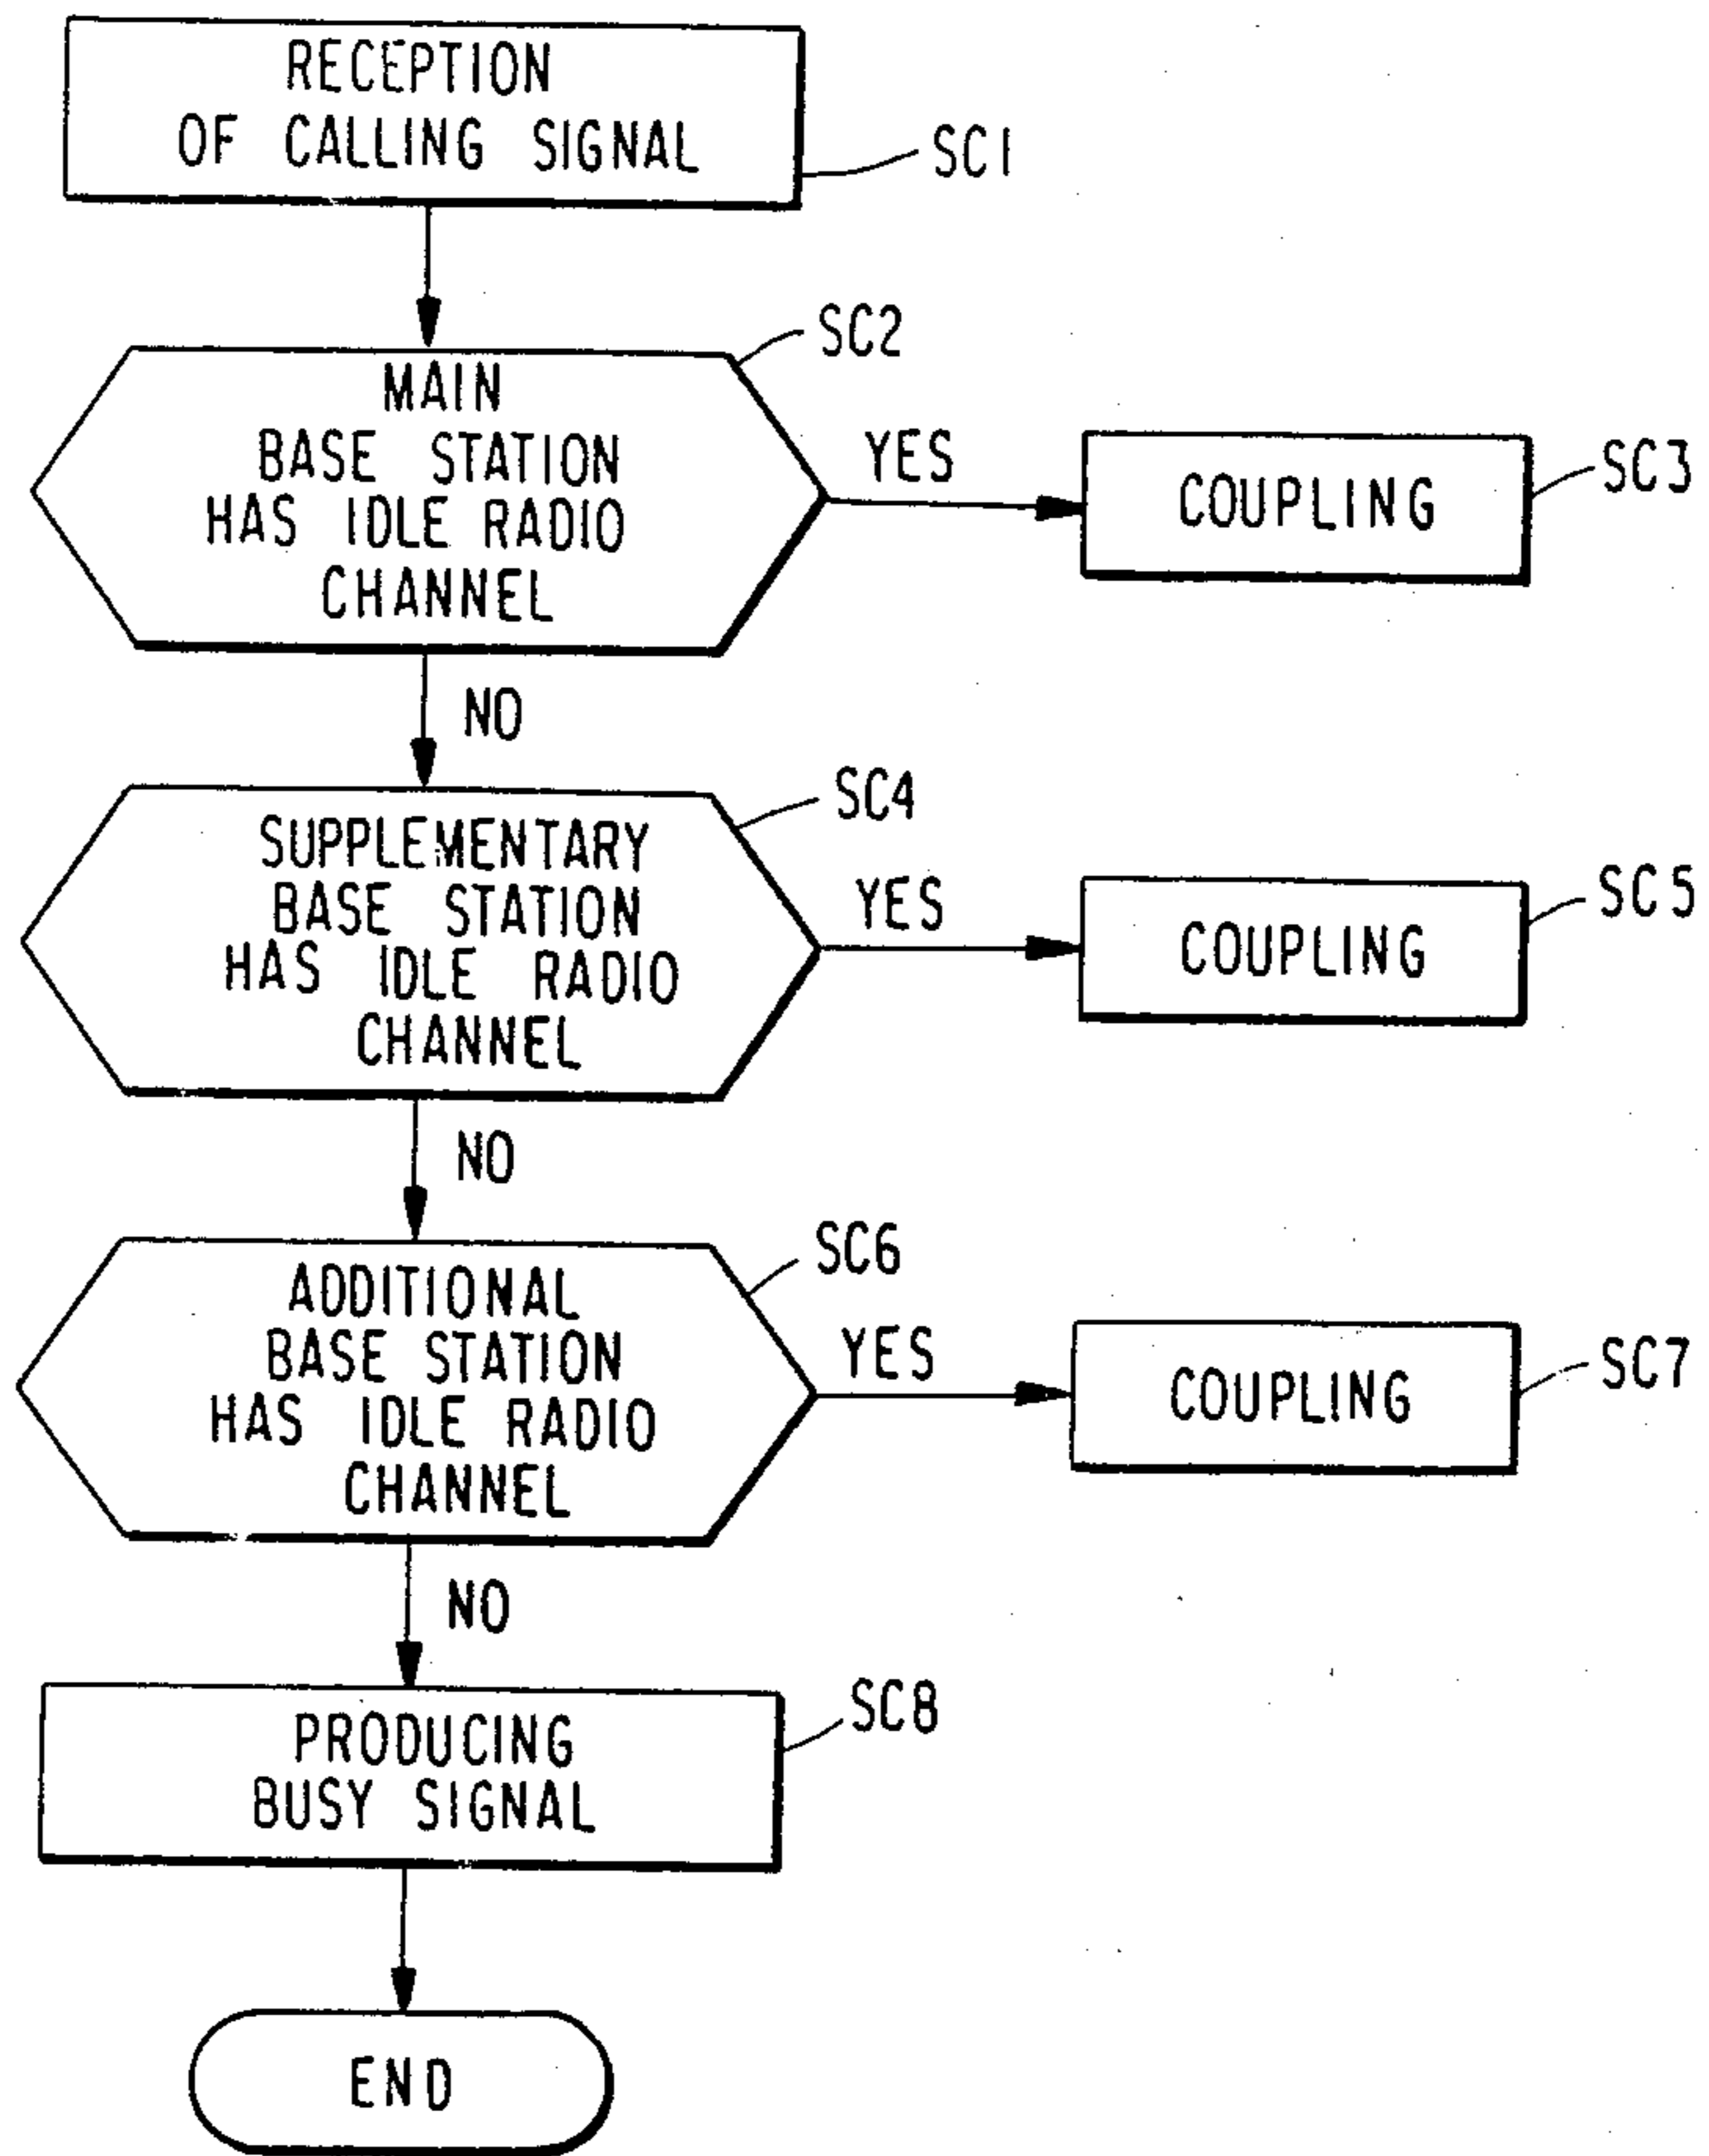 RECEPTION
OF CALLING SIGNAL
SC1
SC2
MAIN
BASE STATION
HAS IDLE RADIO
CHANNEL
YES
COUPLING
SC3
NO
SC4
SUPPLEMENTARY
BASE STATION
HAS IDLE RADIO
CHANNEL
YES
COUPLING
SC5
NO
SC6
ADDITIONAL
BASE STATION
HAS IDLE RADIO
CHANNEL
YES
COUPLING
SC7
NO
PRODUCING
BUSY SIGNAL
SC8
END